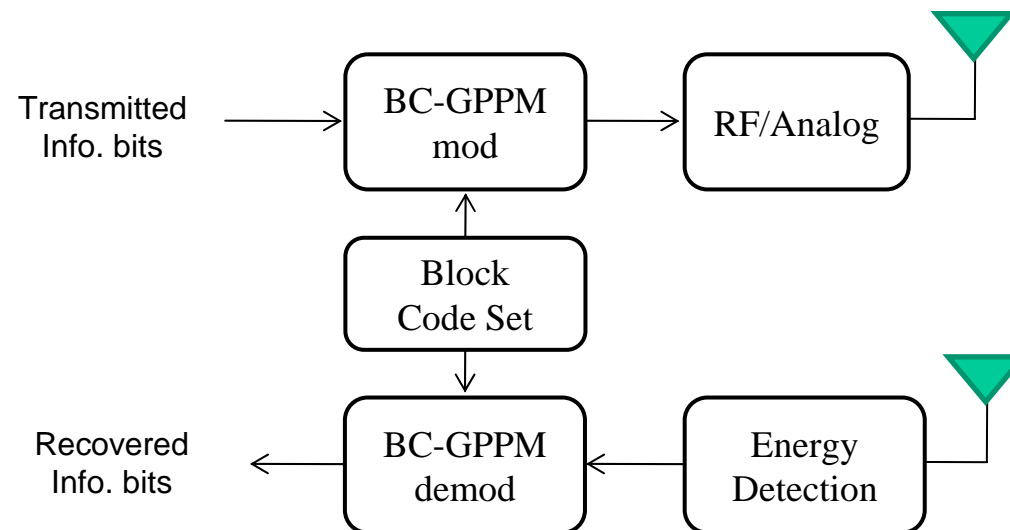 Transmitted
Info. bits
BC-GPPM
mod
RF/Analog
Block
Code Set
Recovered
Info. bits
BC-GPPM
demod
Energy
Detection